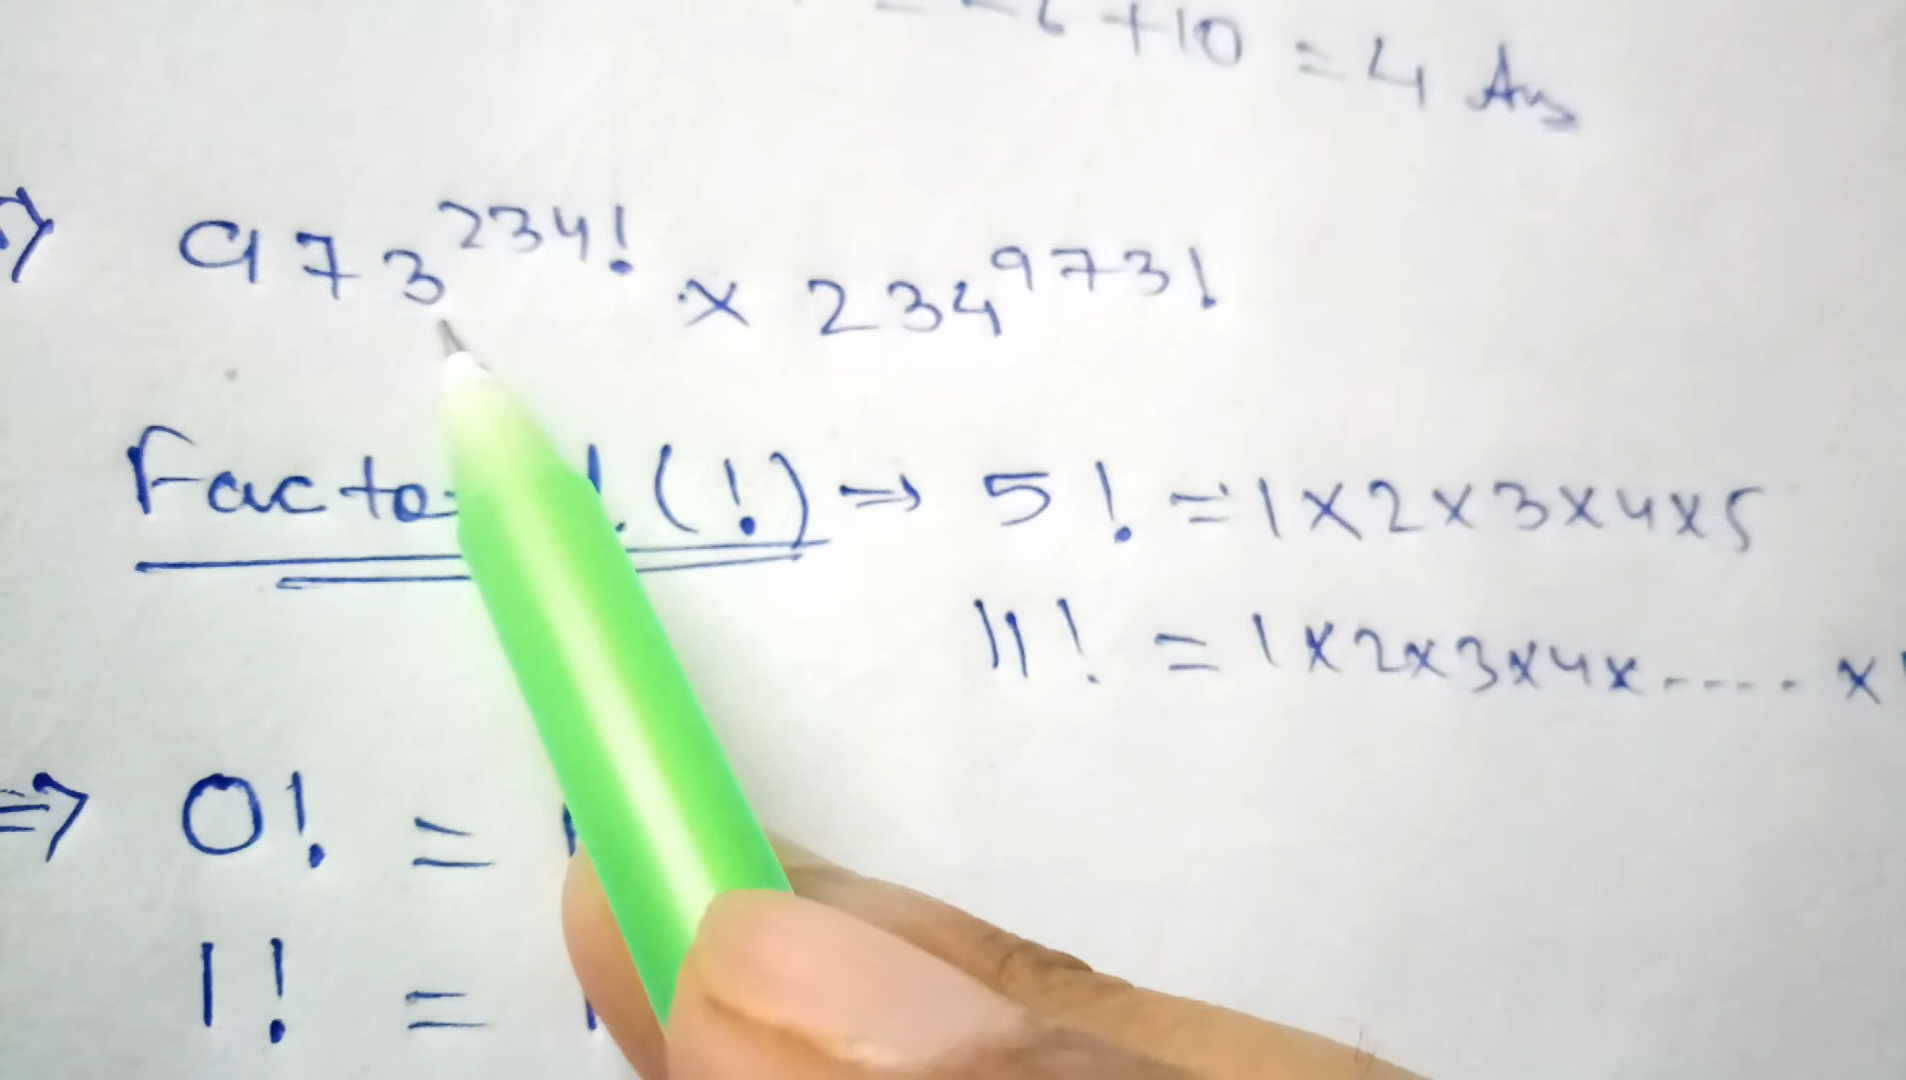 +10 = 4 Ans
973^234! × 234^973!
(!) → 5! = 1×2×3×4×5
11! = 1×2×3×4×.....×
⇒ 0! =
1! =